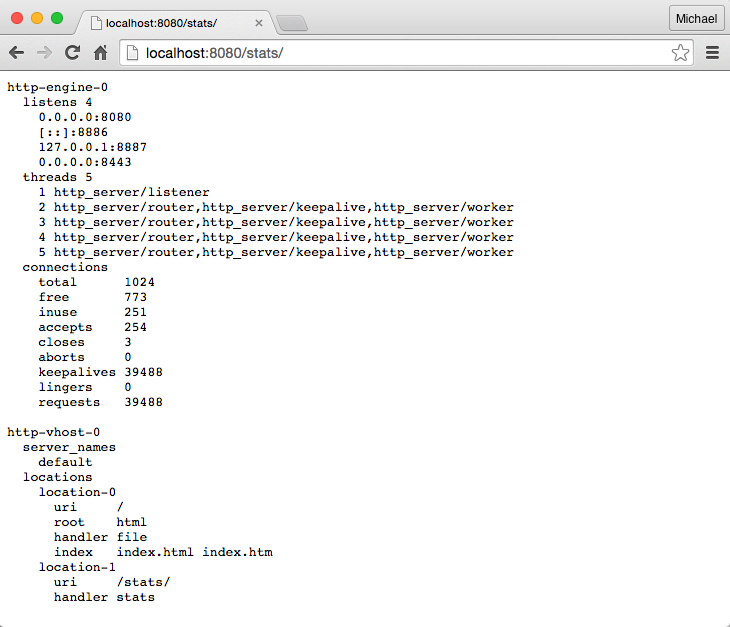 localhost:8080/stats/
Michael
localhost:8080/stats/
http-engine-0
  listens 4
    0.0.0.0:8080
    [::]:8886
    127.0.0.1:8887
    0.0.0.0:8443
  threads 5
    1 http_server/listener
    2 http_server/router,http_server/keepalive,http_server/worker
    3 http_server/router,http_server/keepalive,http_server/worker
    4 http_server/router,http_server/keepalive,http_server/worker
    5 http_server/router,http_server/keepalive,http_server/worker
  connections
    total      1024
    free       773
    inuse      251
    accepts    254
    closes     3
    aborts     0
    keepalives 39488
    lingers    0
    requests   39488

http-vhost-0
  server_names
    default
  locations
    location-0
      uri     /
      root    html
      handler file
      index   index.html index.htm
    location-1
      uri     /stats/
      handler stats